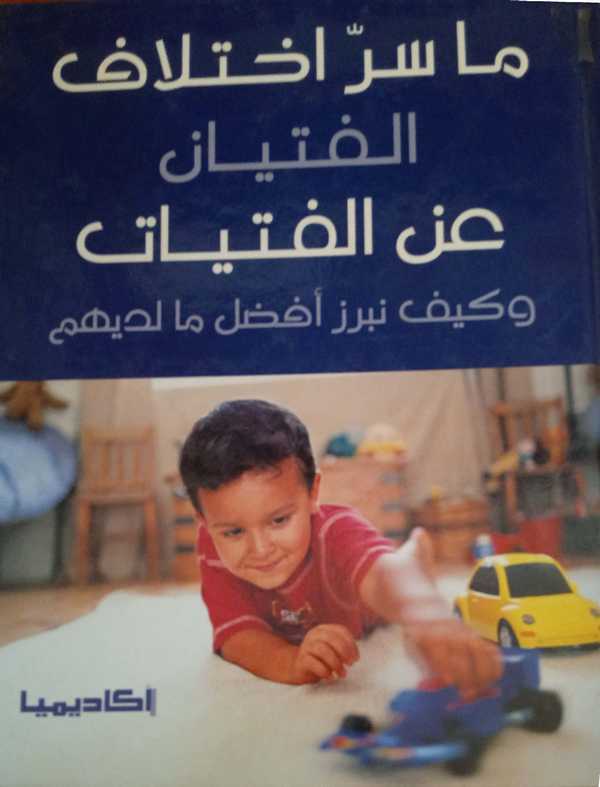 ما سرّ اختلاف
الفتيان
عن الفتيات
وكيف نبرز أفضل ما لديهم
أكاديميا